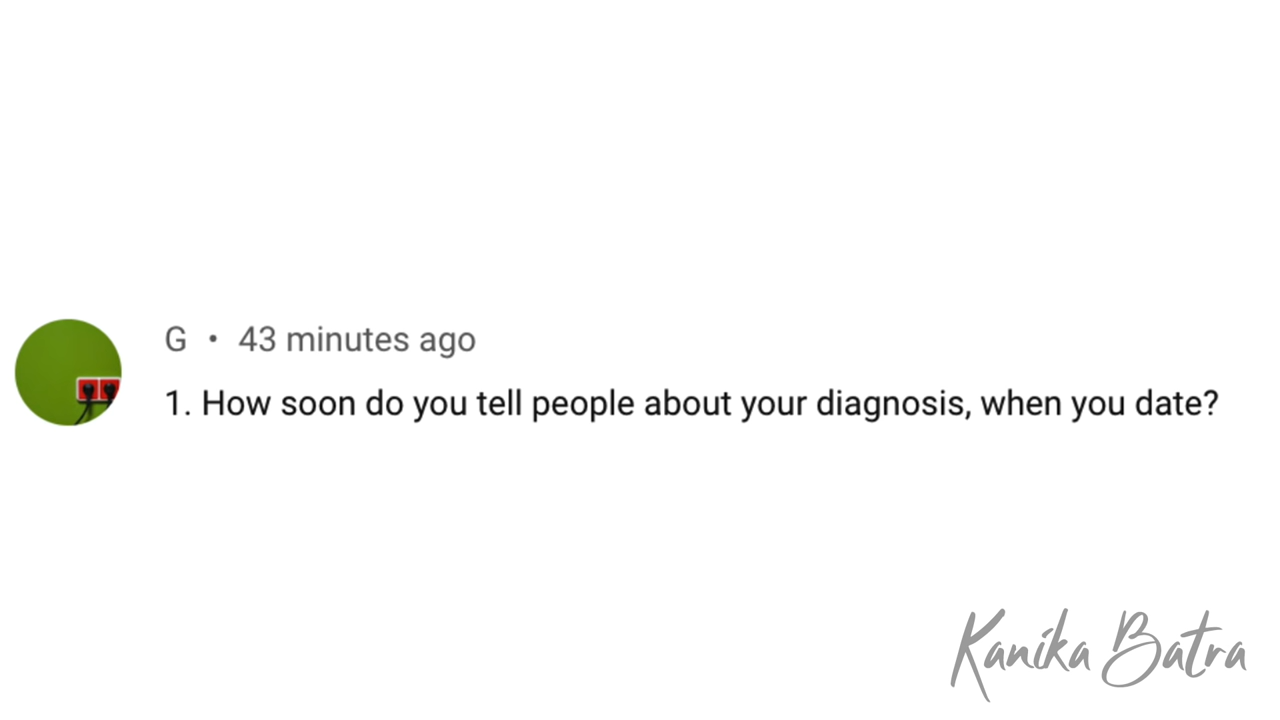 G • 43 minutes ago
1. How soon do you tell people about your diagnosis, when you date?
Kanika Batra